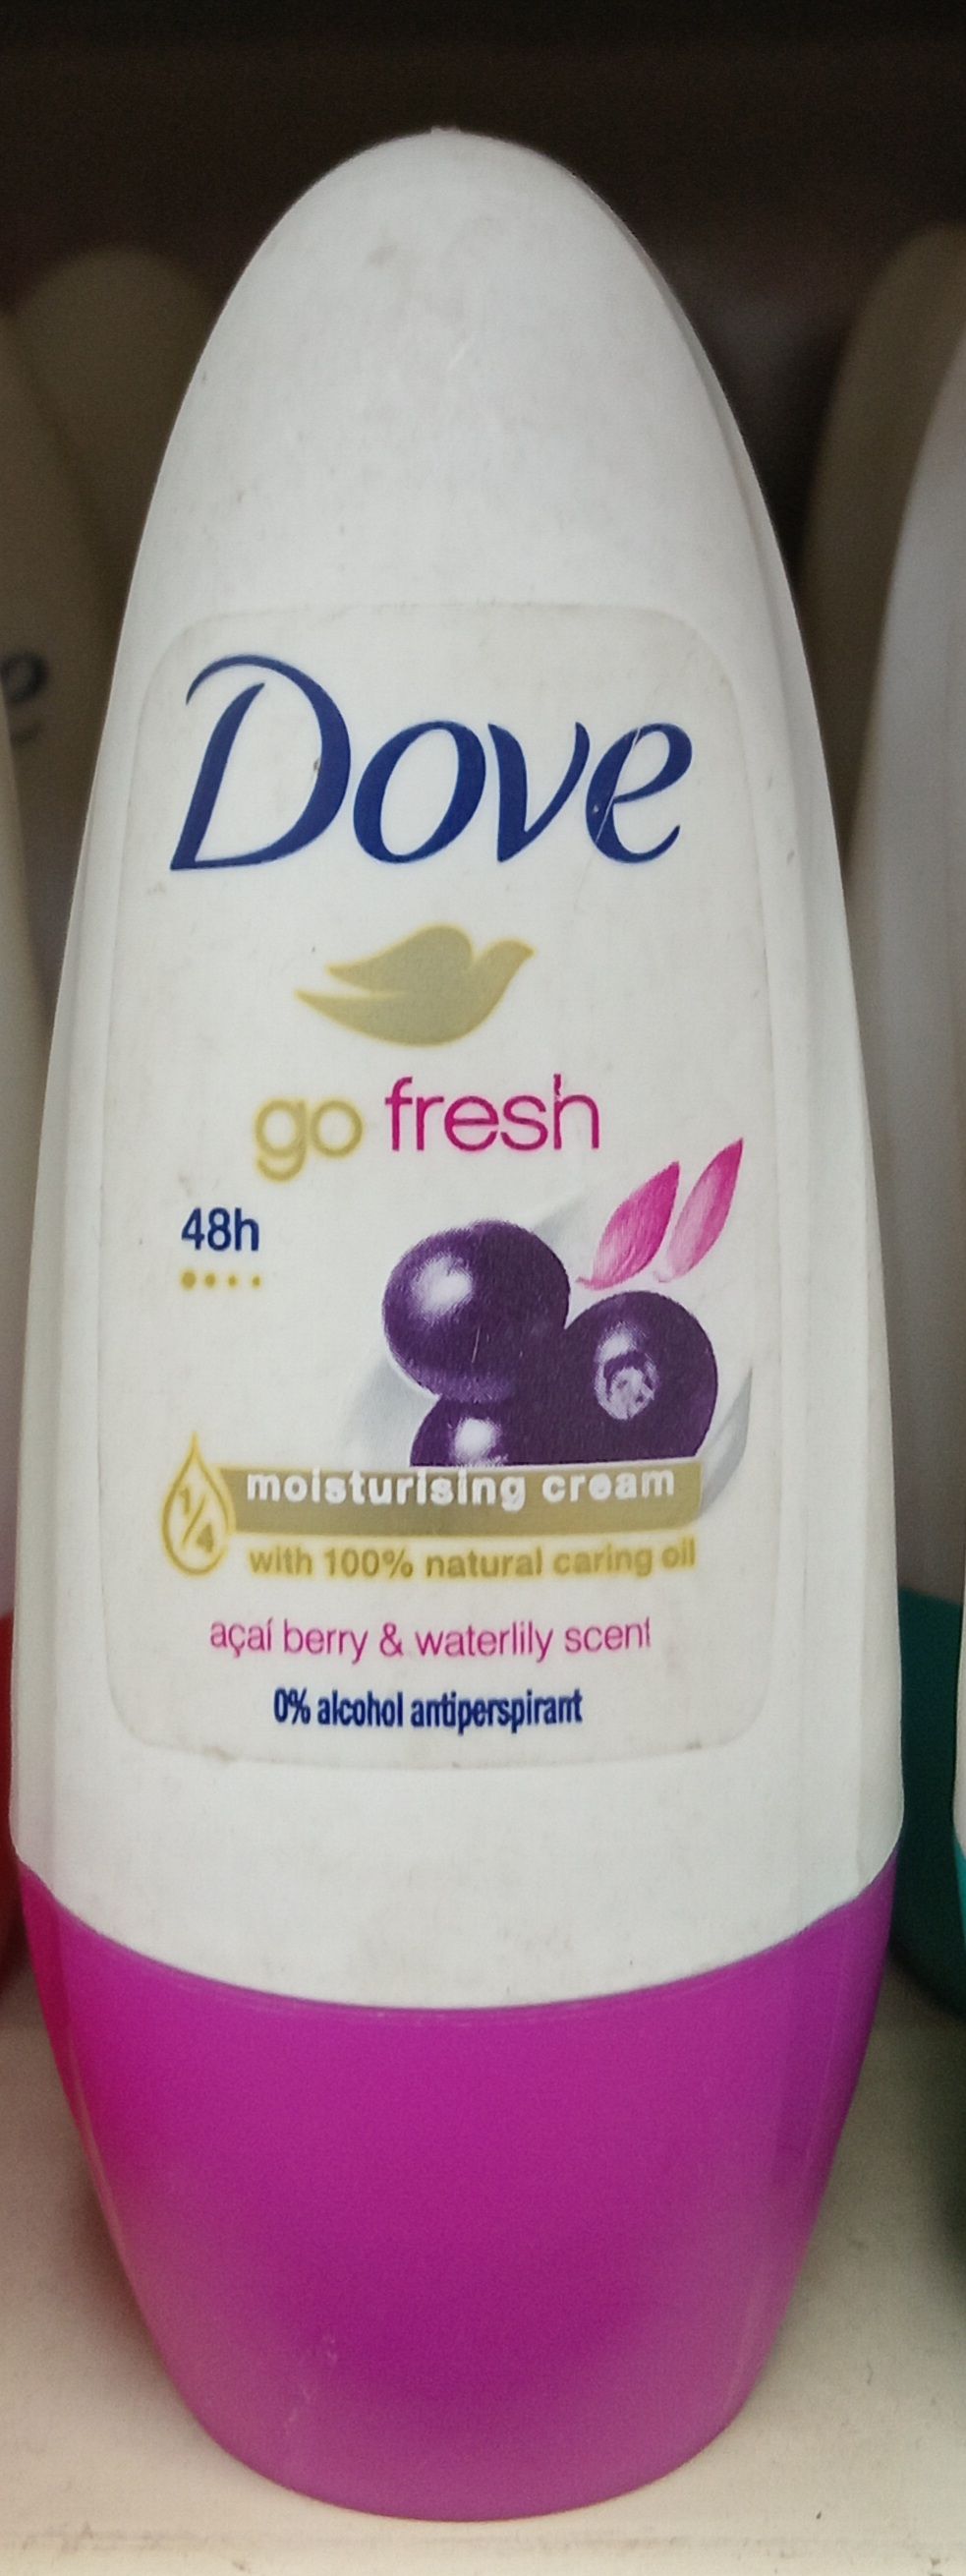 Dove
go fresh
48h
1/4
moisturising cream
with 100% natural caring oil
açaí berry & waterlily scent
0% alcohol antiperspirant